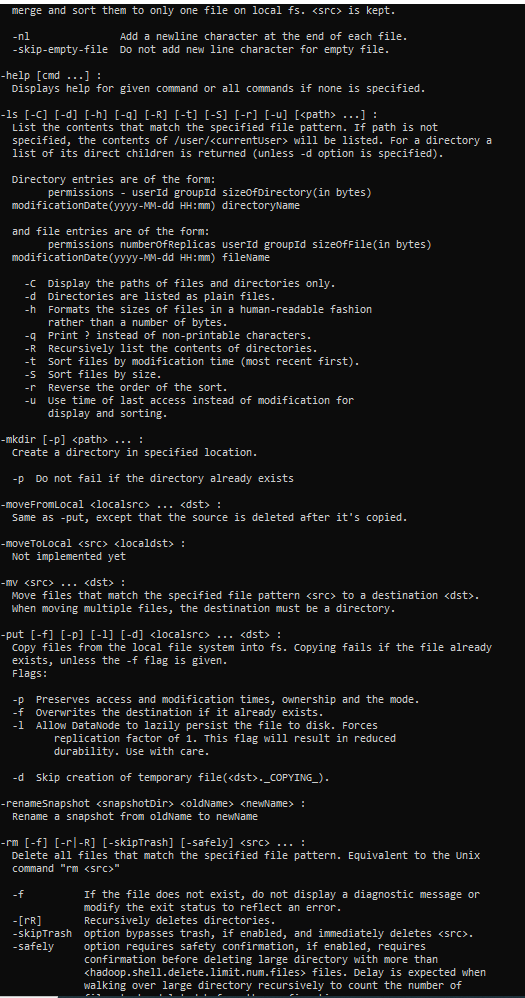 merge and sort them to only one file on local fs. <src> is kept.
-nl Add a newline character at the end of each file.
-skip-empty-file Do not add new line character for empty file.
-help [cmd ...] :
Displays help for given command or all commands if none is specified.
-ls [-C] [-d] [-h] [-q] [-R] [-t] [-S] [-r] [-u] [<path> ...] :
List the contents that match the specified file pattern. If path is not
specified, the contents of /user/<currentUser> will be listed. For a directory a
list of its direct children is returned (unless -d option is specified).
Directory entries are of the form:
permissions - userId groupId sizeOfDirectory(in bytes)
modificationDate(yyyy-MM-dd HH:mm) directoryName
and file entries are of the form:
permissions numberOfReplicas userId groupId sizeOfFile(in bytes)
modificationDate(yyyy-MM-dd HH:mm) fileName
-C Display the paths of files and directories only.
-d Directories are listed as plain files.
-h Formats the sizes of files in a human-readable fashion
rather than a number of bytes.
-q Print ? instead of non-printable characters.
-R Recursively list the contents of directories.
-t Sort files by modification time (most recent first).
-S Sort files by size.
-r Reverse the order of the sort.
-u Use time of last access instead of modification for
display and sorting.
-mkdir [-p] <path> ... :
Create a directory in specified location.
-p Do not fail if the directory already exists
-moveFromLocal <localsrc> ... <dst> :
Same as -put, except that the source is deleted after it's copied.
-moveToLocal <src> <localdst> :
Not implemented yet
-mv <src> ... <dst> :
Move files that match the specified file pattern <src> to a destination <dst>.
When moving multiple files, the destination must be a directory.
-put [-f] [-p] [-l] [-d] <localsrc> ... <dst> :
Copy files from the local file system into fs. Copying fails if the file already
exists, unless the -f flag is given.
Flags:
-p Preserves access and modification times, ownership and the mode.
-f Overwrites the destination if it already exists.
-l Allow DataNode to lazily persist the file to disk. Forces
replication factor of 1. This flag will result in reduced
durability. Use with care.
-d Skip creation of temporary file(<dst>._COPYING_).
-renameSnapshot <snapshotDir> <oldName> <newName> :
Rename a snapshot from oldName to newName
-rm [-f] [-r|-R] [-skipTrash] [-safely] <src> ... :
Delete all files that match the specified file pattern. Equivalent to the Unix
command "rm <src>"
-f If the file does not exist, do not display a diagnostic message or
modify the exit status to reflect an error.
-[rR] Recursively deletes directories.
-skipTrash option bypasses trash, if enabled, and immediately deletes <src>.
-safely option requires safety confirmation, if enabled, requires
confirmation before deleting large directory with more than
<hadoop.shell.delete.limit.num.files> files. Delay is expected when
walking over large directory recursively to count the number of